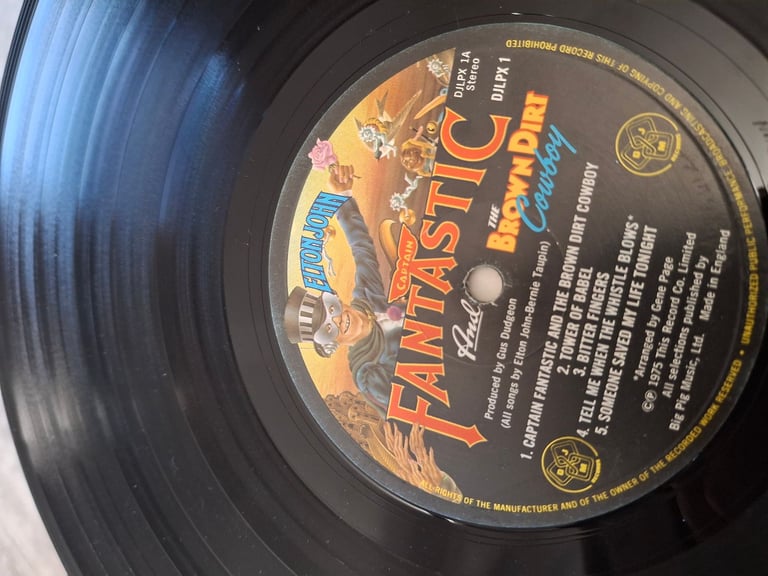 ELTON JOHN
CAPTAIN
FANTASTIC
And
THE
BROWN DIRT
Cowboy
DJLPX 1A
Stereo
DJLPX 1
Produced by Gus Dudgeon
(All songs by Elton John-Bernie Taupin)
1. CAPTAIN FANTASTIC AND THE BROWN DIRT COWBOY
2. TOWER OF BABEL
3. BITTER FINGERS
4. TELL ME WHEN THE WHISTLE BLOWS*
5. SOMEONE SAVED MY LIFE TONIGHT
*Arranged by Gene Page
©℗ 1975 This Record Co. Limited
All selections published by
Big Pig Music, Ltd. Made in England
DJM
RECORDS
DJM
RECORDS
ALL RIGHTS OF THE MANUFACTURER AND OF THE OWNER OF THE RECORDED WORK RESERVED • UNAUTHORIZED PUBLIC PERFORMANCE BROADCASTING AND COPYING OF THIS RECORD PROHIBITED